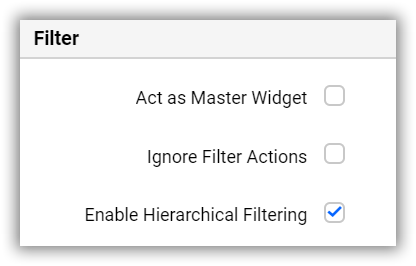 Filter
Act as Master Widget
Ignore Filter Actions
Enable Hierarchical Filtering